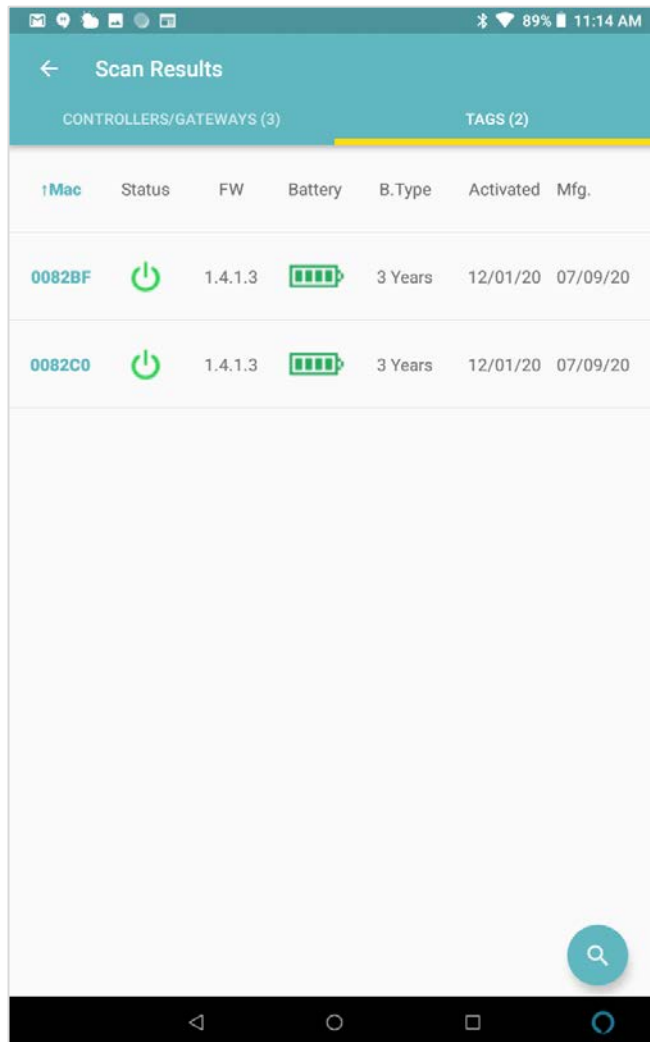 89% 11:14 AM
Scan Results
CONTROLLERS/GATEWAYS (3) TAGS (2)
↑Mac Status FW Battery B.Type Activated Mfg.
0082BF 1.4.1.3 3 Years 12/01/20 07/09/20
0082C0 1.4.1.3 3 Years 12/01/20 07/09/20